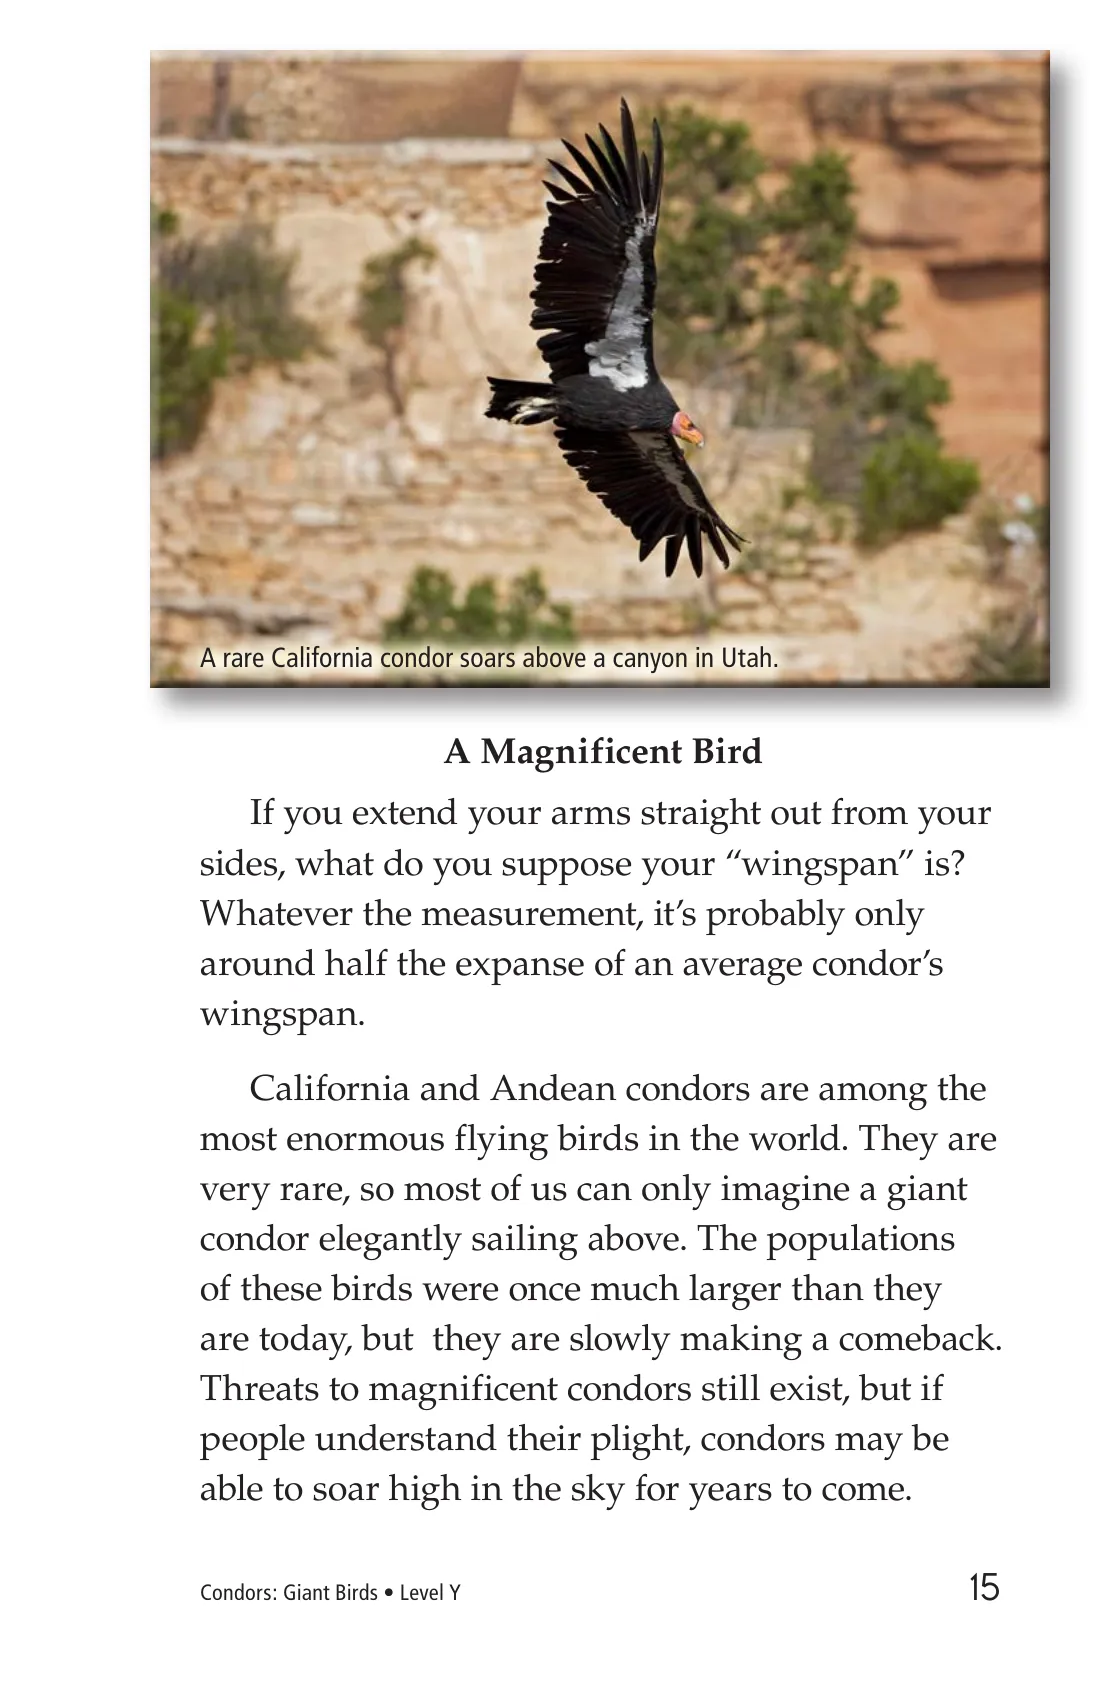 A rare California condor soars above a canyon in Utah.
A Magnificent Bird
If you extend your arms straight out from your
sides, what do you suppose your “wingspan” is?
Whatever the measurement, it’s probably only
around half the expanse of an average condor’s
wingspan.
California and Andean condors are among the
most enormous flying birds in the world. They are
very rare, so most of us can only imagine a giant
condor elegantly sailing above. The populations
of these birds were once much larger than they
are today, but  they are slowly making a comeback.
Threats to magnificent condors still exist, but if
people understand their plight, condors may be
able to soar high in the sky for years to come.
Condors: Giant Birds • Level Y
15